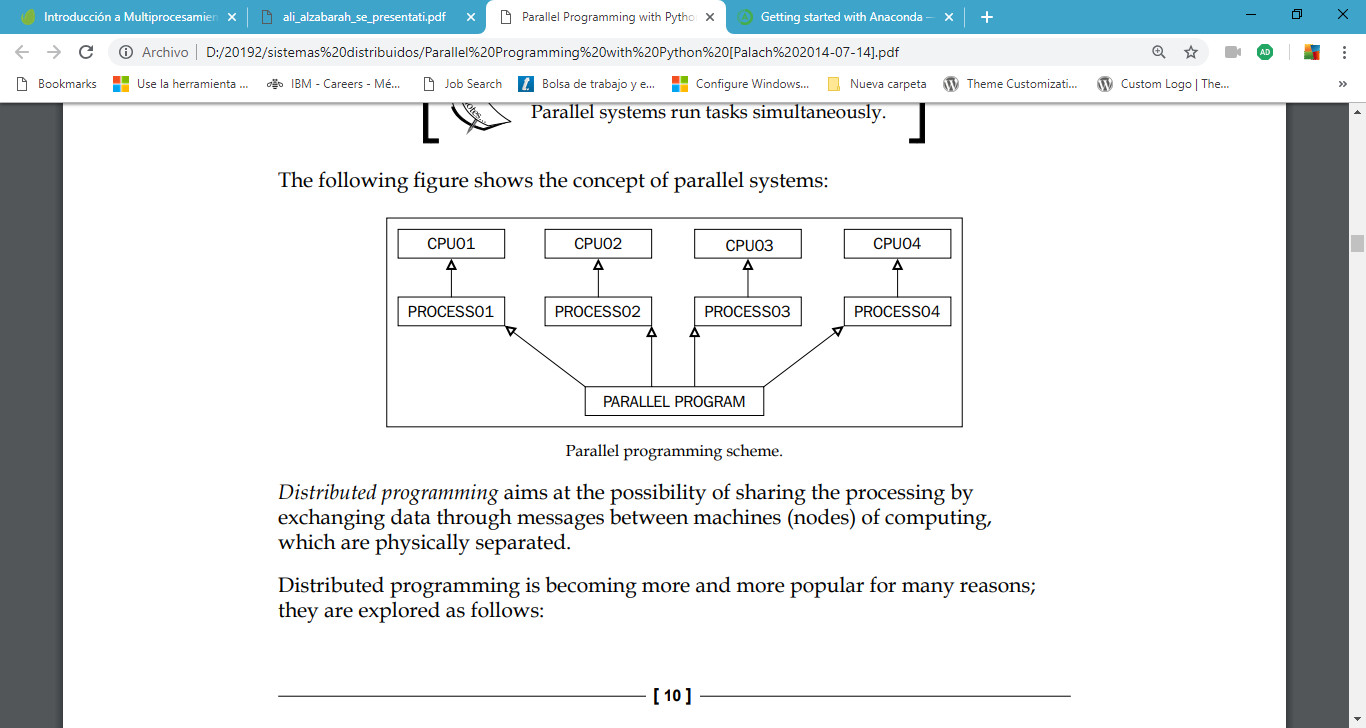 Introducción a Multiprocesamien
ali_alzabarah_se_presentati.pdf
Parallel Programming with Pytho
Getting started with Anaconda —
Archivo
D:/20192/sistemas%20distribuidos/Parallel%20Programming%20with%20Python%20[Palach%202014-07-14].pdf
AD
Bookmarks
Use la herramienta ...
IBM - Careers - Mé...
Job Search
Bolsa de trabajo y e...
Configure Windows...
Nueva carpeta
Theme Customizati...
Custom Logo | The...
»
Parallel systems run tasks simultaneously.
The following figure shows the concept of parallel systems:
CPU01 CPU02 CPU03 CPU04
PROCESS01 PROCESS02 PROCESS03 PROCESS04
PARALLEL PROGRAM
Parallel programming scheme.
Distributed programming aims at the possibility of sharing the processing by
exchanging data through messages between machines (nodes) of computing,
which are physically separated.
Distributed programming is becoming more and more popular for many reasons;
they are explored as follows:
[ 10 ]